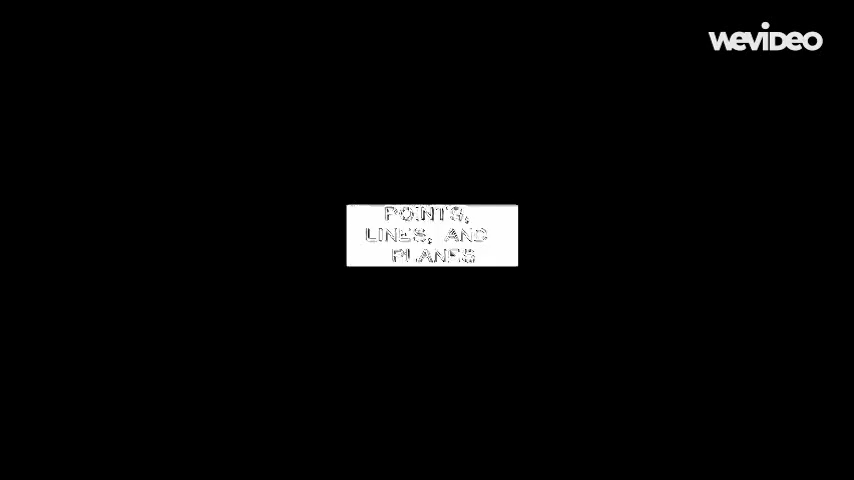 WEVIDEO
POINTS,
LINES, AND
PLANES